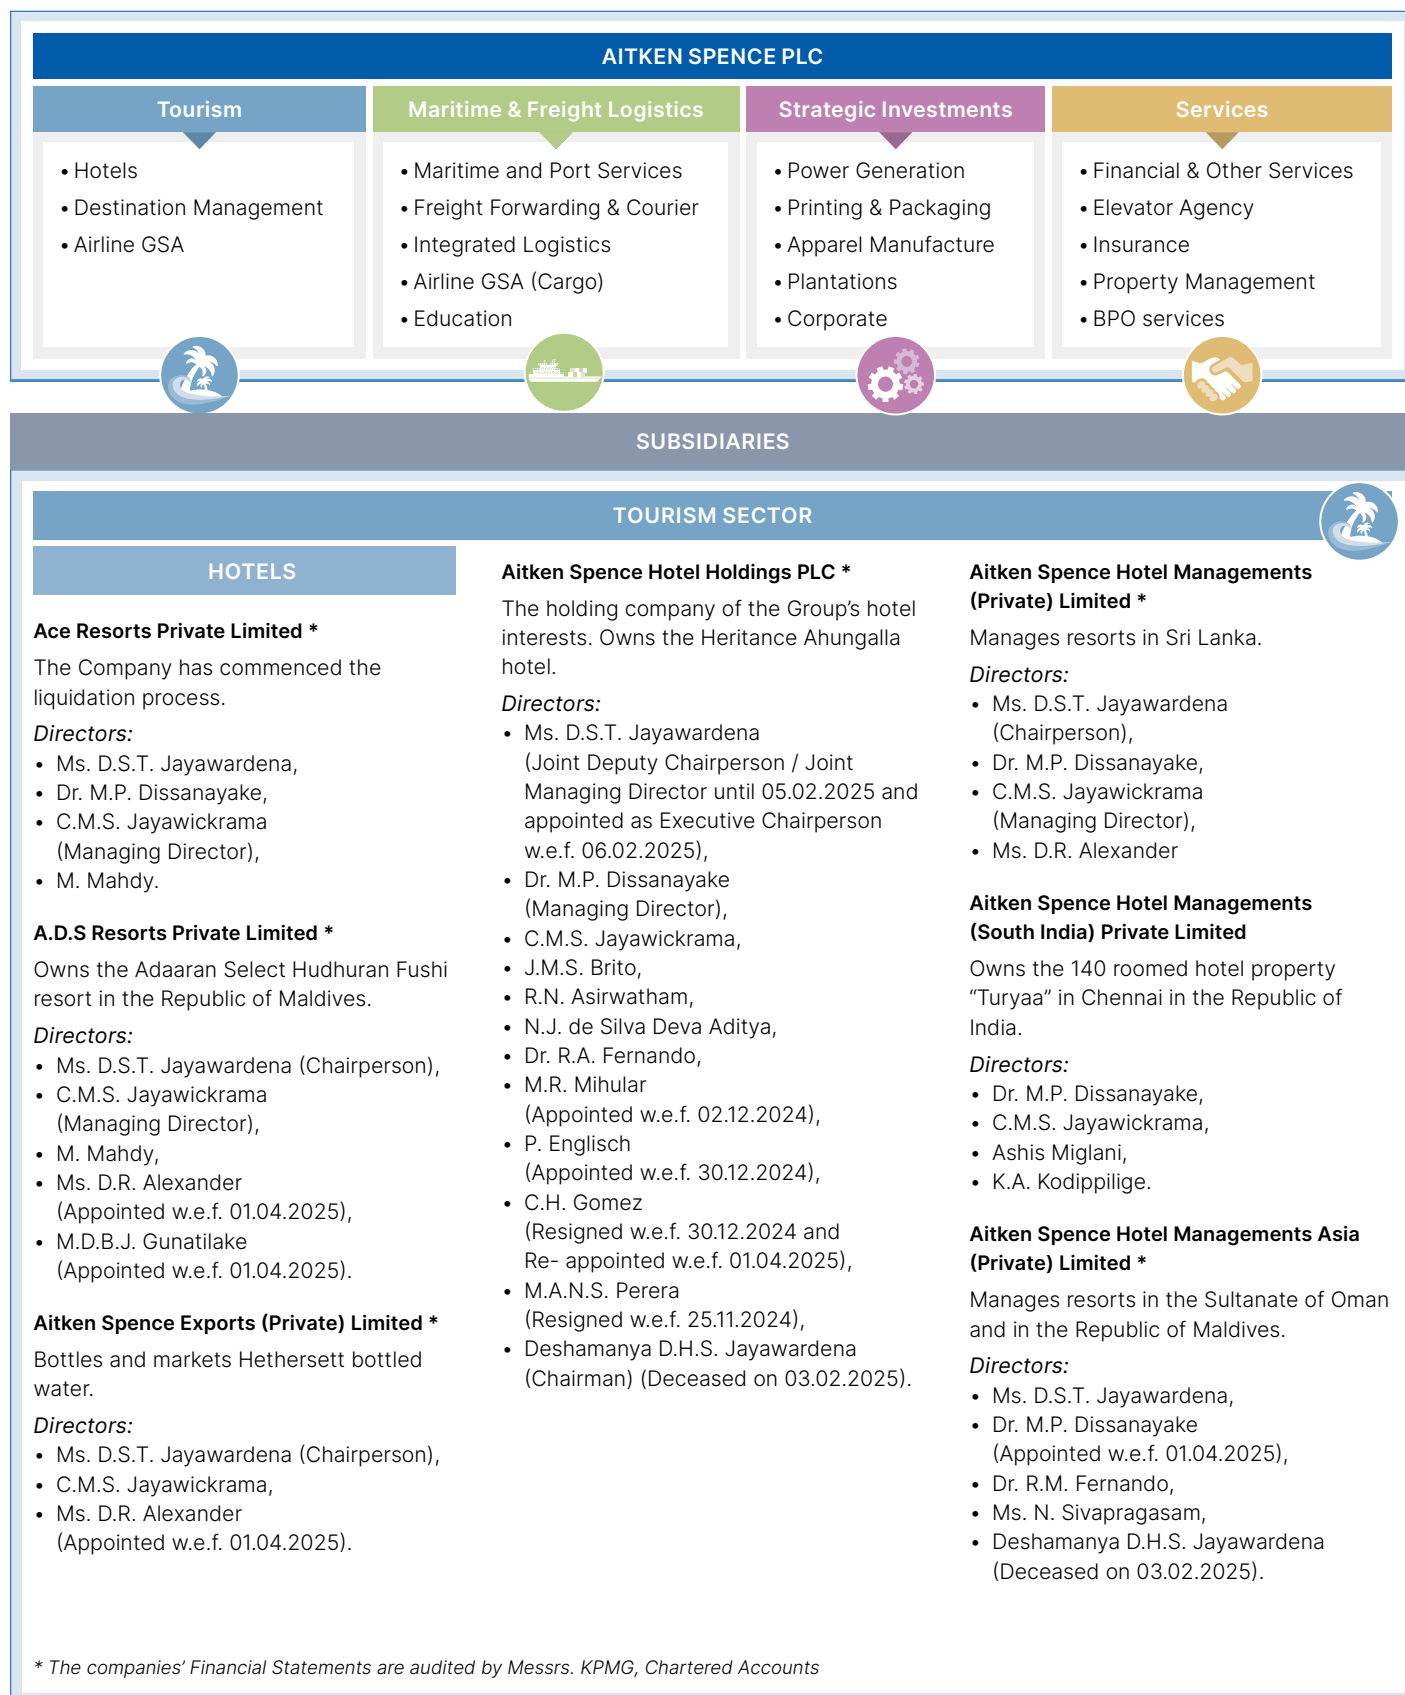 AITKEN SPENCE PLC
Tourism
• Hotels
• Destination Management
• Airline GSA
Maritime & Freight Logistics
• Maritime and Port Services
• Freight Forwarding & Courier
• Integrated Logistics
• Airline GSA (Cargo)
• Education
Strategic Investments
• Power Generation
• Printing & Packaging
• Apparel Manufacture
• Plantations
• Corporate
Services
• Financial & Other Services
• Elevator Agency
• Insurance
• Property Management
• BPO services
SUBSIDIARIES
TOURISM SECTOR
HOTELS
Ace Resorts Private Limited *
The Company has commenced the
liquidation process.
Directors:
• Ms. D.S.T. Jayawardena,
• Dr. M.P. Dissanayake,
• C.M.S. Jayawickrama
(Managing Director),
• M. Mahdy.
A.D.S Resorts Private Limited *
Owns the Adaaran Select Hudhuran Fushi
resort in the Republic of Maldives.
Directors:
• Ms. D.S.T. Jayawardena (Chairperson),
• C.M.S. Jayawickrama
(Managing Director),
• M. Mahdy,
• Ms. D.R. Alexander
(Appointed w.e.f. 01.04.2025),
• M.D.B.J. Gunatilake
(Appointed w.e.f. 01.04.2025).
Aitken Spence Exports (Private) Limited *
Bottles and markets Hethersett bottled
water.
Directors:
• Ms. D.S.T. Jayawardena (Chairperson),
• C.M.S. Jayawickrama,
• Ms. D.R. Alexander
(Appointed w.e.f. 01.04.2025).
Aitken Spence Hotel Holdings PLC *
The holding company of the Group's hotel
interests. Owns the Heritance Ahungalla
hotel.
Directors:
• Ms. D.S.T. Jayawardena
(Joint Deputy Chairperson / Joint
Managing Director until 05.02.2025 and
appointed as Executive Chairperson
w.e.f. 06.02.2025),
• Dr. M.P. Dissanayake
(Managing Director),
• C.M.S. Jayawickrama,
• J.M.S. Brito,
• R.N. Asirwatham,
• N.J. de Silva Deva Aditya,
• Dr. R.A. Fernando,
• M.R. Mihular
(Appointed w.e.f. 02.12.2024),
• P. Englisch
(Appointed w.e.f. 30.12.2024),
• C.H. Gomez
(Resigned w.e.f. 30.12.2024 and
Re- appointed w.e.f. 01.04.2025),
• M.A.N.S. Perera
(Resigned w.e.f. 25.11.2024),
• Deshamanya D.H.S. Jayawardena
(Chairman) (Deceased on 03.02.2025).
Aitken Spence Hotel Managements
(Private) Limited *
Manages resorts in Sri Lanka.
Directors:
• Ms. D.S.T. Jayawardena
(Chairperson),
• Dr. M.P. Dissanayake,
• C.M.S. Jayawickrama
(Managing Director),
• Ms. D.R. Alexander
Aitken Spence Hotel Managements
(South India) Private Limited
Owns the 140 roomed hotel property
“Turyaa” in Chennai in the Republic of
India.
Directors:
• Dr. M.P. Dissanayake,
• C.M.S. Jayawickrama,
• Ashis Miglani,
• K.A. Kodippilige.
Aitken Spence Hotel Managements Asia
(Private) Limited *
Manages resorts in the Sultanate of Oman
and in the Republic of Maldives.
Directors:
• Ms. D.S.T. Jayawardena,
• Dr. M.P. Dissanayake
(Appointed w.e.f. 01.04.2025),
• Dr. R.M. Fernando,
• Ms. N. Sivapragasam,
• Deshamanya D.H.S. Jayawardena
(Deceased on 03.02.2025).
* The companies' Financial Statements are audited by Messrs. KPMG, Chartered Accounts